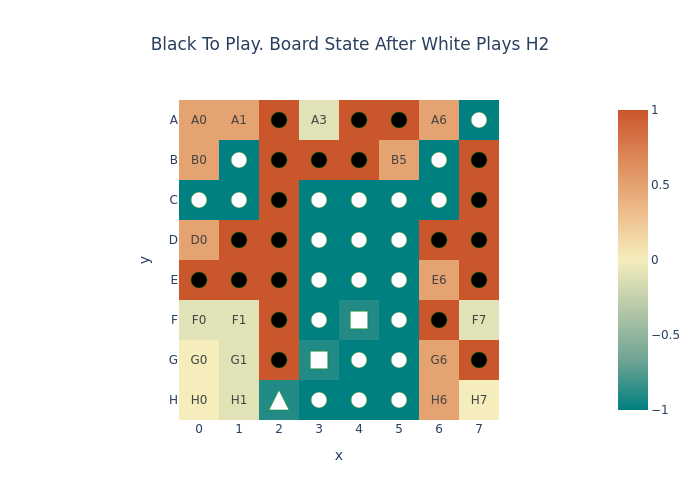 Black To Play. Board State After White Plays H2
A A0 A1 A3 A6 1
B B0 B5
C 0.5
D D0
y 0
E E6
F F0 F1 F7 −0.5
G G0 G1 G6
H H0 H1 H6 H7 −1
0 1 2 3 4 5 6 7
x